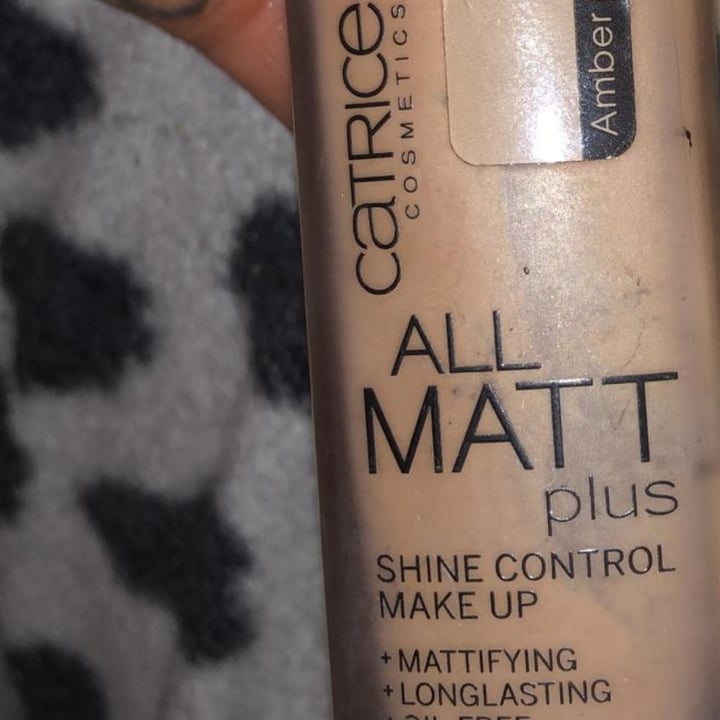 CATRICE
COSMETICS
Amber
ALL
MATT
plus
SHINE CONTROL
MAKE UP
+MATTIFYING
+LONGLASTING